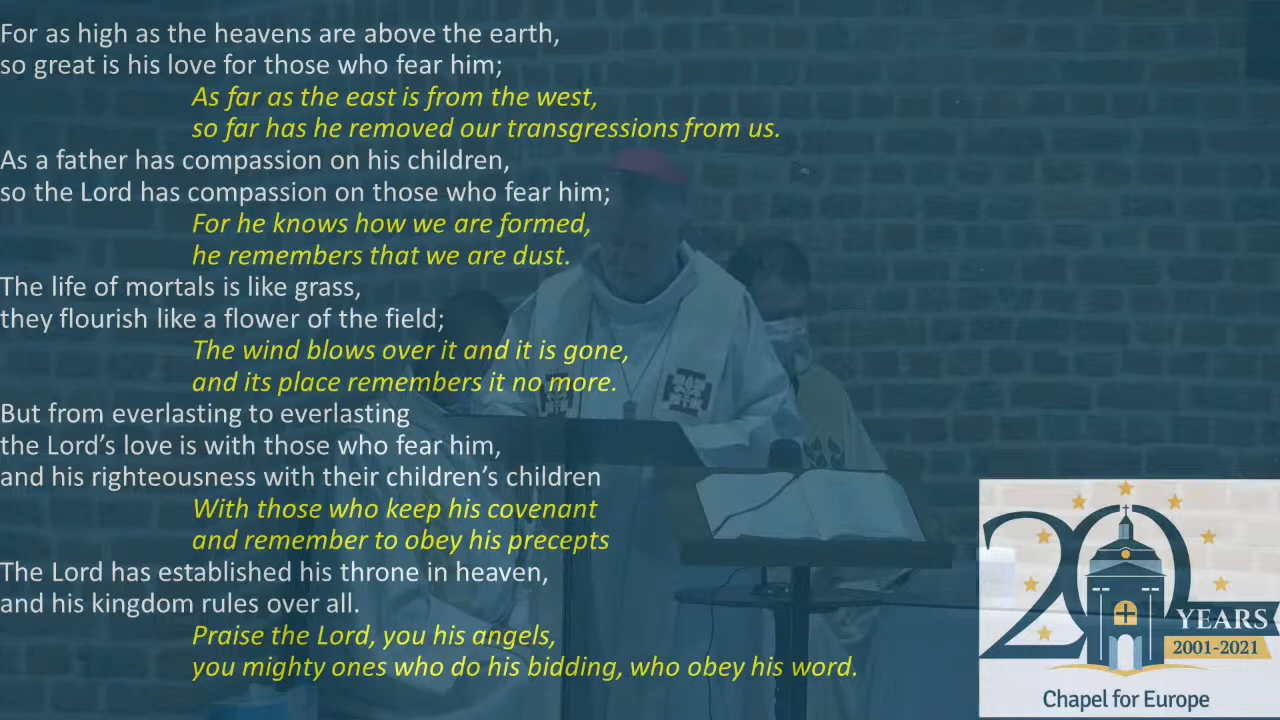 For as high as the heavens are above the earth,
so great is his love for those who fear him;
As far as the east is from the west,
so far has he removed our transgressions from us.
As a father has compassion on his children,
so the Lord has compassion on those who fear him;
For he knows how we are formed,
he remembers that we are dust.
The life of mortals is like grass,
they flourish like a flower of the field;
The wind blows over it and it is gone,
and its place remembers it no more.
But from everlasting to everlasting
the Lord’s love is with those who fear him,
and his righteousness with their children’s children
With those who keep his covenant
and remember to obey his precepts
The Lord has established his throne in heaven,
and his kingdom rules over all.
Praise the Lord, you his angels,
you mighty ones who do his bidding, who obey his word.
20
YEARS
2001-2021
Chapel for Europe